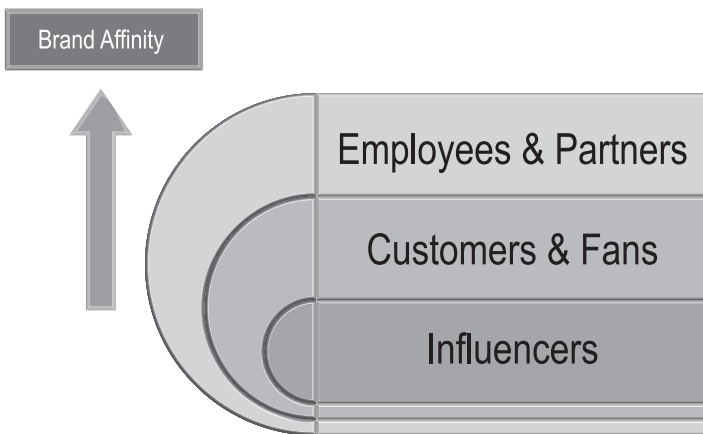 Brand Affinity
Employees & Partners
Customers & Fans
Influencers